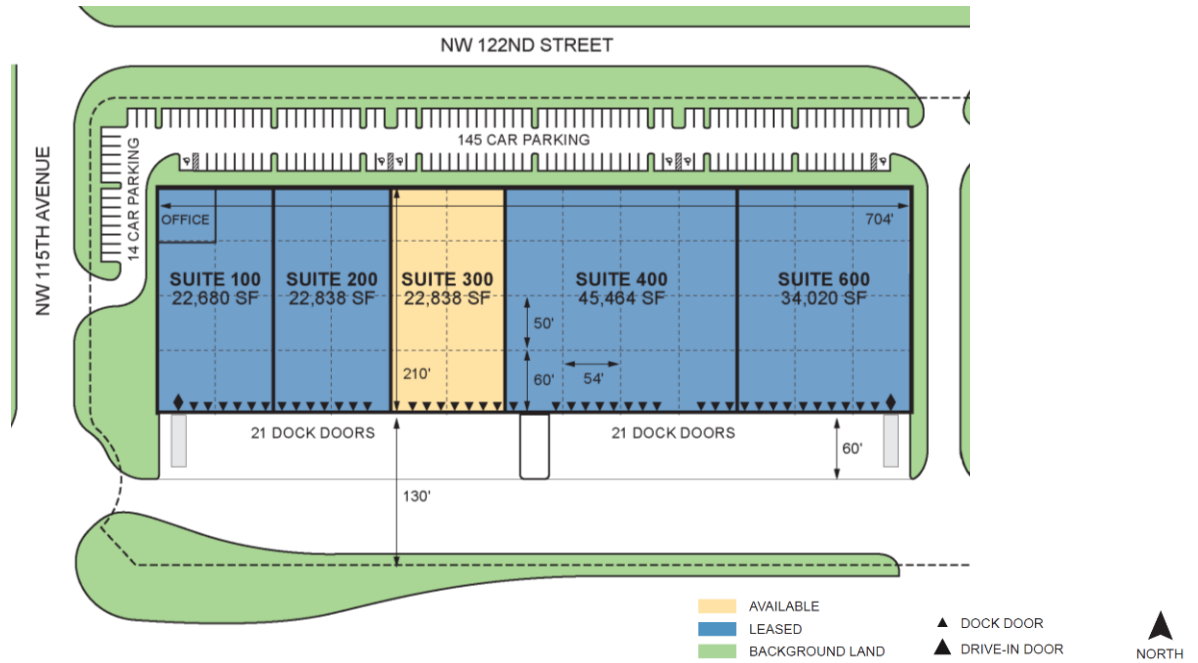 NW 122ND STREET
145 CAR PARKING
NW 115TH AVENUE
14 CAR PARKING
OFFICE
704'
SUITE 100
22,680 SF
SUITE 200
22,838 SF
SUITE 300
22,838 SF
SUITE 400
45,464 SF
SUITE 600
34,020 SF
50'
210'
60'
54'
21 DOCK DOORS
21 DOCK DOORS
60'
130'
AVAILABLE
LEASED
BACKGROUND LAND
DOCK DOOR
DRIVE-IN DOOR
NORTH